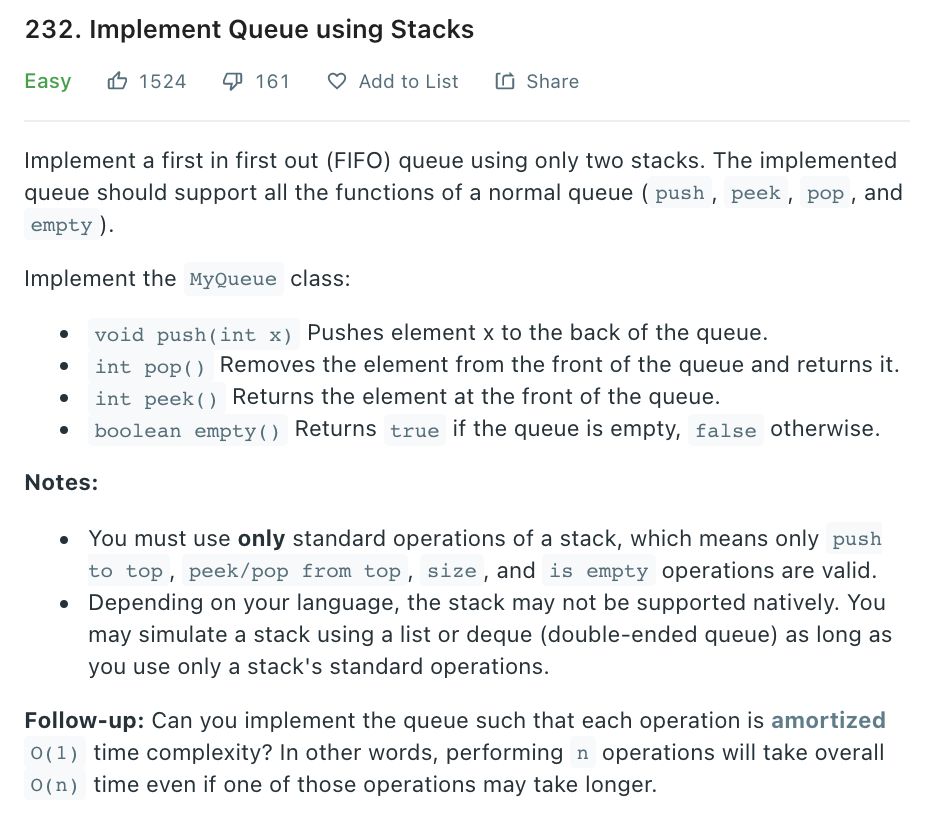 232. Implement Queue using Stacks
Easy 1524 161 Add to List Share
Implement a first in first out (FIFO) queue using only two stacks. The implemented
queue should support all the functions of a normal queue ( push , peek , pop , and
empty ).
Implement the MyQueue class:
• void push(int x) Pushes element x to the back of the queue.
• int pop() Removes the element from the front of the queue and returns it.
• int peek() Returns the element at the front of the queue.
• boolean empty() Returns true if the queue is empty, false otherwise.
Notes:
• You must use only standard operations of a stack, which means only push
to top , peek/pop from top , size , and is empty operations are valid.
• Depending on your language, the stack may not be supported natively. You
may simulate a stack using a list or deque (double-ended queue) as long as
you use only a stack's standard operations.
Follow-up: Can you implement the queue such that each operation is amortized
O(1) time complexity? In other words, performing n operations will take overall
O(n) time even if one of those operations may take longer.